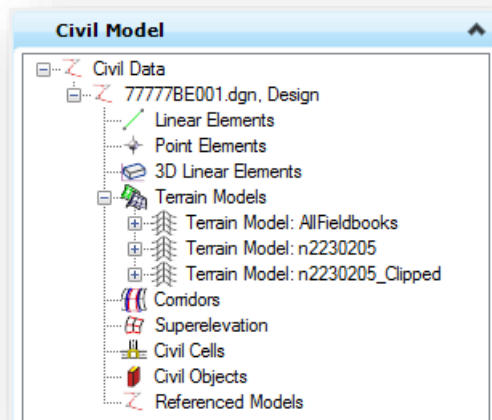 Civil Model
Civil Data
77777BE001.dgn, Design
Linear Elements
Point Elements
3D Linear Elements
Terrain Models
Terrain Model: AllFieldbooks
Terrain Model: n2230205
Terrain Model: n2230205_Clipped
Corridors
Superelevation
Civil Cells
Civil Objects
Referenced Models